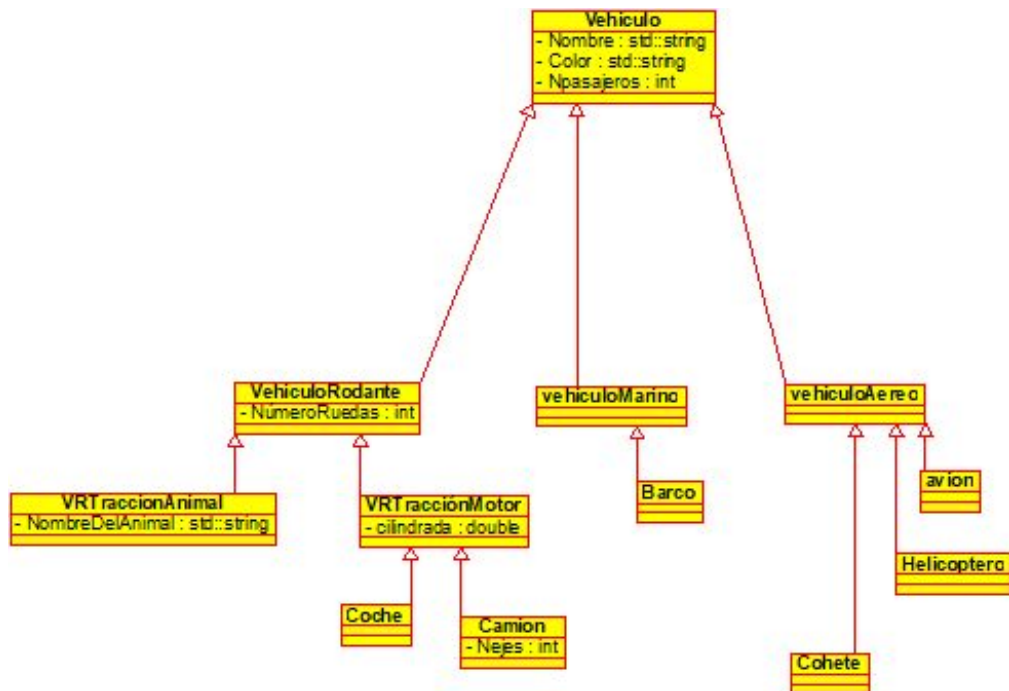 Vehiculo
- Nombre : std::string
- Color : std::string
- Npasajeros : int
VehiculoRodante
- NúmeroRuedas : int
vehiculoMarino
vehiculoAereo
VRTraccionAnimal
- NombreDelAnimal : std::string
VRTracciónMotor
- cilindrada : double
Barco
avion
Helicoptero
Coche
Camion
- Nejes : int
Cohete